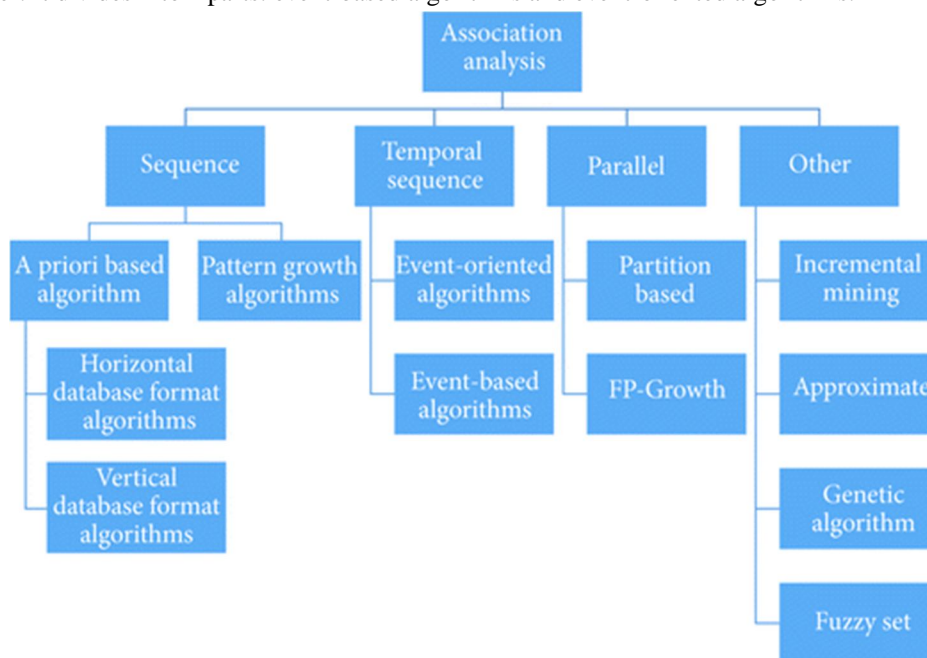 Association
analysis
Sequence
Temporal
sequence
Parallel
Other
A priori based
algorithm
Pattern growth
algorithms
Event-oriented
algorithms
Partition
based
Incremental
mining
Horizontal
database format
algorithms
Event-based
algorithms
FP-Growth
Approximate
Vertical
database format
algorithms
Genetic
algorithm
Fuzzy set